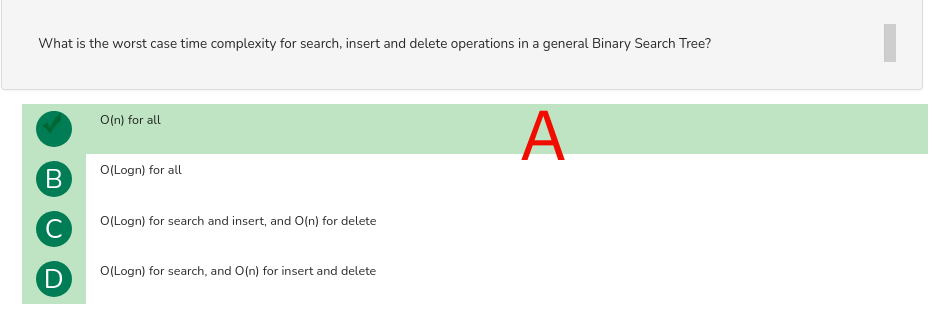 What is the worst case time complexity for search, insert and delete operations in a general Binary Search Tree?
O(n) for all
A
B O(Logn) for all
C O(Logn) for search and insert, and O(n) for delete
D O(Logn) for search, and O(n) for insert and delete